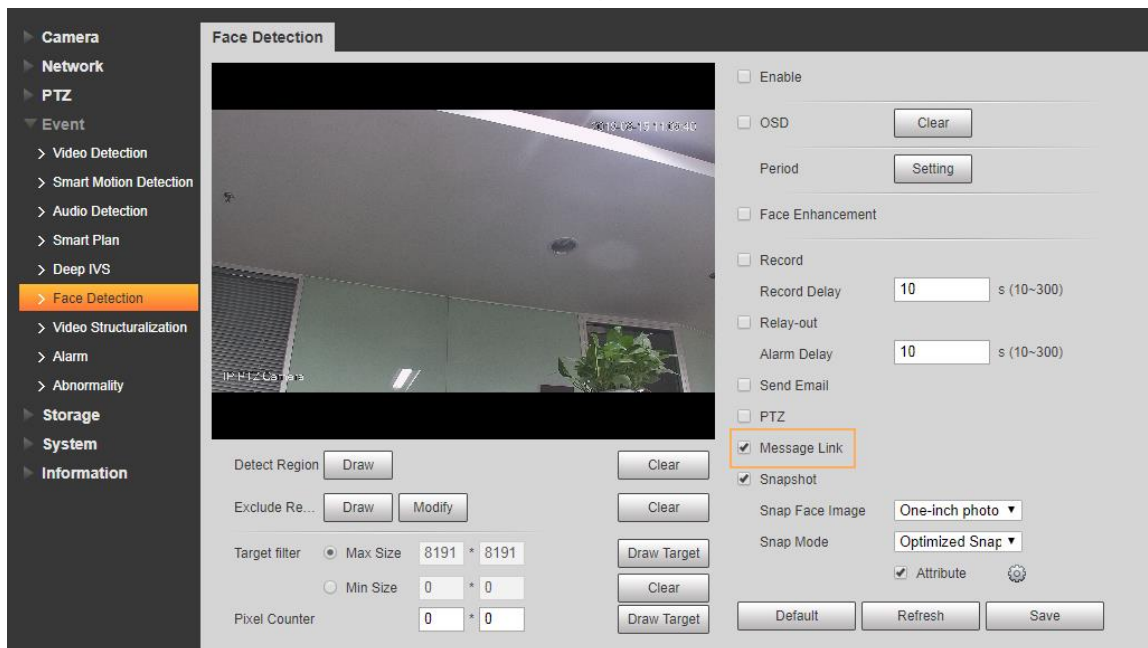 Camera
Network
PTZ
Event
Video Detection
Smart Motion Detection
Audio Detection
Smart Plan
Deep IVS
Face Detection
Video Structuralization
Alarm
Abnormality
Storage
System
Information
Face Detection
IP PTZ Camera
Detect Region Draw Clear
Exclude Re... Draw Modify Clear
Target filter Max Size 8191 * 8191 Draw Target
Min Size 0 * 0 Clear
Pixel Counter 0 * 0 Draw Target
Enable
OSD Clear
Period Setting
Face Enhancement
Record
Record Delay 10 s (10~300)
Relay-out
Alarm Delay 10 s (10~300)
Send Email
PTZ
Message Link
Snapshot
Snap Face Image One-inch photo
Snap Mode Optimized Snap
Attribute
Default Refresh Save